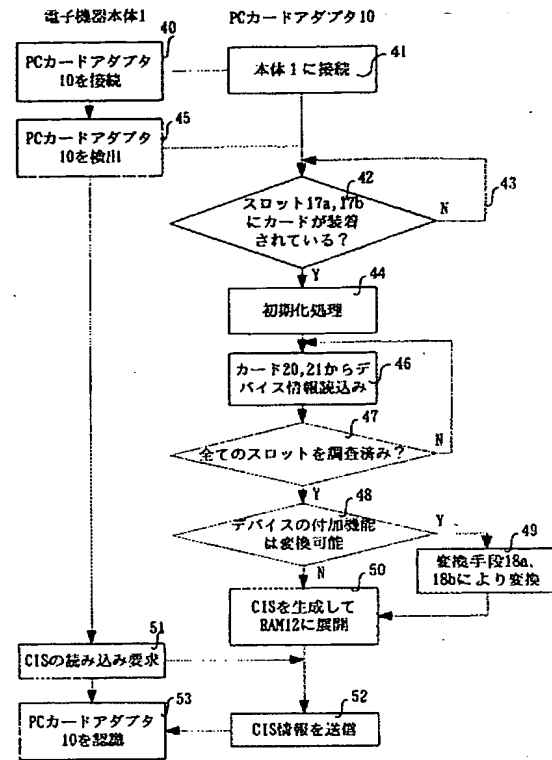 電子機器本体1
PCカードアダプタ10
40
PCカードアダプタ
10を接続
41
本体1に接続
45
PCカードアダプタ
10を検出
42
43
スロット17a,17b
にカードが装着
されている?
N
Y
44
初期化処理
カード20,21からデ
バイス情報読込み
46
47
全てのスロットを調査済み?
N
Y
48
デバイスの付加機能
は変換可能
Y
49
変換手段18a、
18bにより変換
N
50
CISを生成して
RAM12に展開
51
CISの読み込み要求
53
52
PCカードアダプタ
10を認識
CIS情報を送信